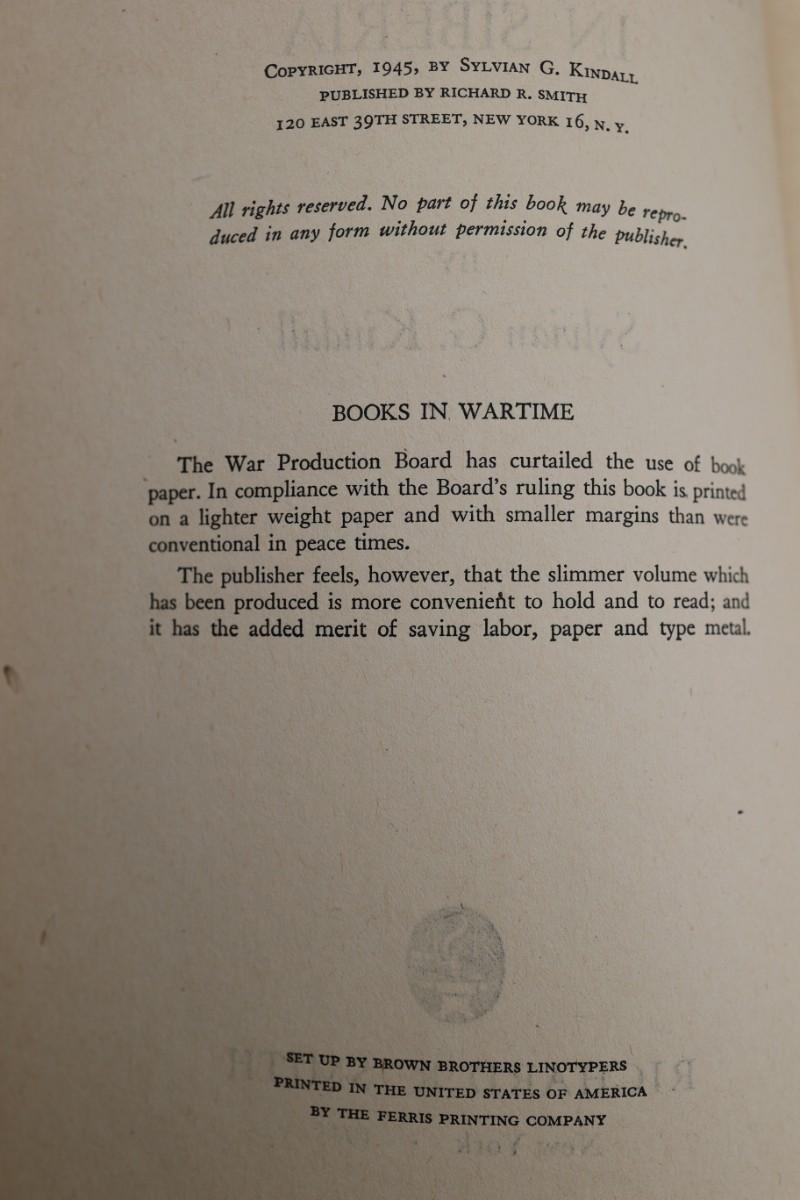 COPYRIGHT, 1945, BY SYLVIAN G. KINDALL
PUBLISHED BY RICHARD R. SMITH
120 EAST 39TH STREET, NEW YORK 16, N. Y.
All rights reserved. No part of this book may be repro-
duced in any form without permission of the publisher.
BOOKS IN WARTIME
The War Production Board has curtailed the use of book
paper. In compliance with the Board's ruling this book is printed
on a lighter weight paper and with smaller margins than were
conventional in peace times.
The publisher feels, however, that the slimmer volume which
has been produced is more convenient to hold and to read; and
it has the added merit of saving labor, paper and type metal.
SET UP BY BROWN BROTHERS LINOTYPERS
PRINTED IN THE UNITED STATES OF AMERICA
BY THE FERRIS PRINTING COMPANY